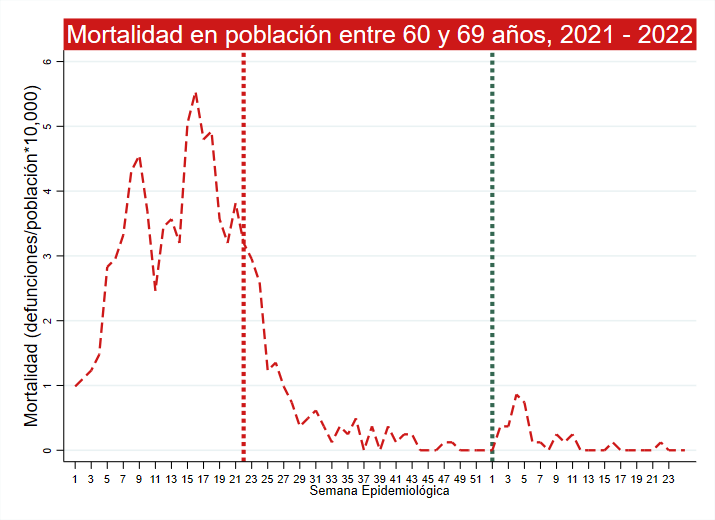 Mortalidad en población entre 60 y 69 años, 2021 - 2022
Mortalidad (defunciones/población*10,000)
6
5
4
3
2
1
0
1 3 5 7 9 11 13 15 17 19 21 23 25 27 29 31 33 35 37 39 41 43 45 47 49 51 1 3 5 7 9 11 13 15 17 19 21 23
Semana Epidemiológica